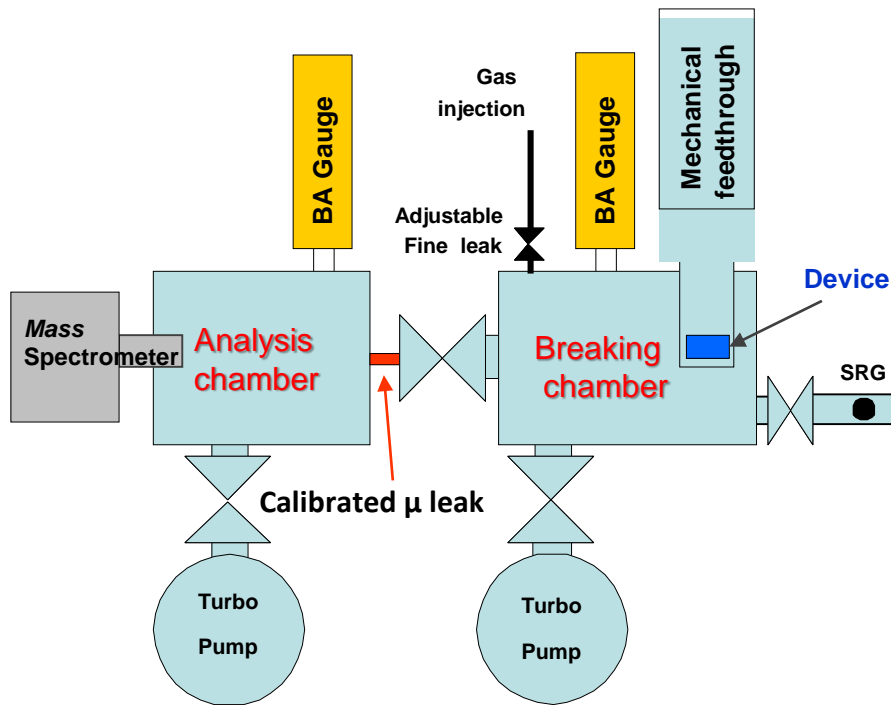 BA Gauge
Gas
injection
BA Gauge
Mechanical
feedthrough
Adjustable
Fine leak
Device
Mass
Spectrometer
Analysis
chamber
Breaking
chamber
SRG
Calibrated µ leak
Turbo
Pump
Turbo
Pump